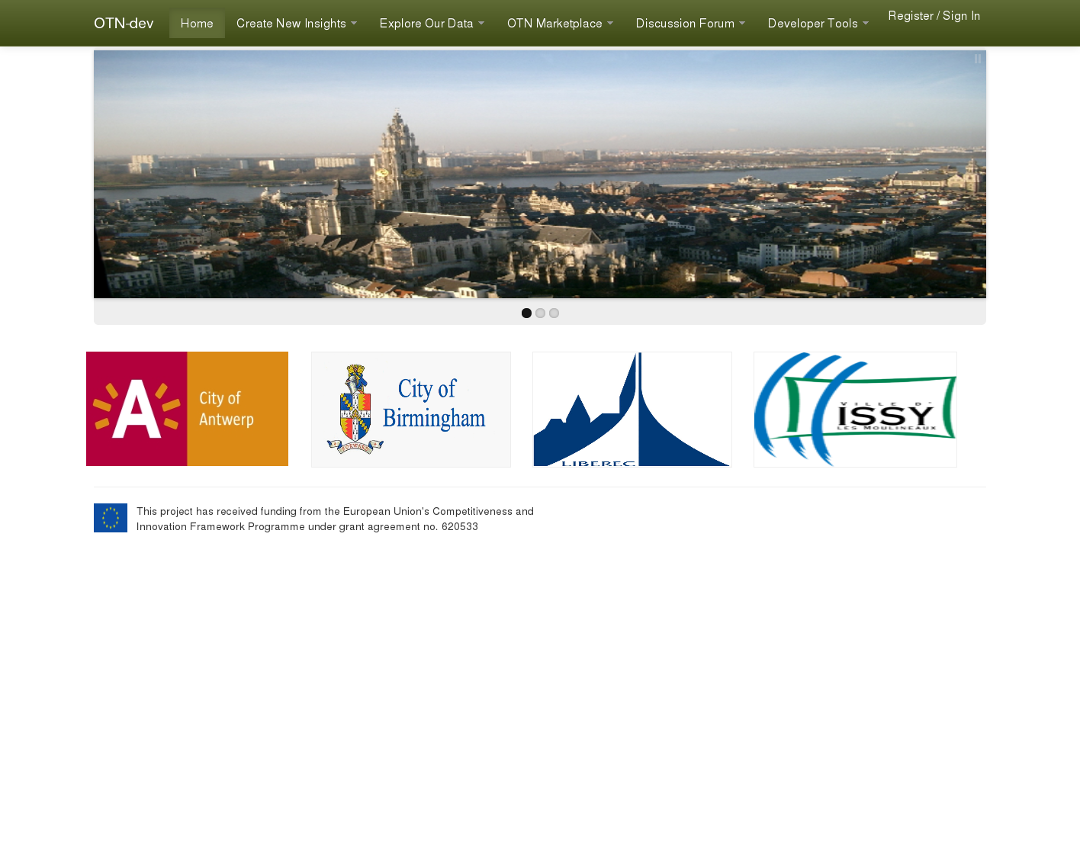 OTN-dev Home Create New Insights Explore Our Data OTN Marketplace Discussion Forum Developer Tools Register / Sign In
A
City of
Antwerp
City of
Birmingham
FORWARD
LIBEREC
VILLE D'
ISSY
LES MOULINEAUX
This project has received funding from the European Union's Competitiveness and
Innovation Framework Programme under grant agreement no. 620533